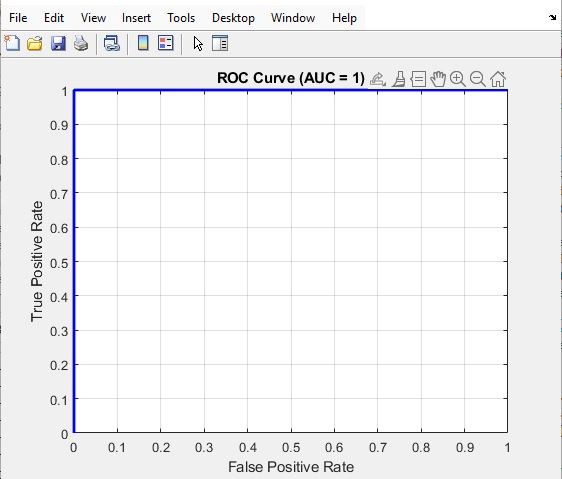 File Edit View Insert Tools Desktop Window Help
ROC Curve (AUC = 1)
1
0.9
0.8
0.7
0.6
0.5
0.4
0.3
0.2
0.1
0
True Positive Rate
0 0.1 0.2 0.3 0.4 0.5 0.6 0.7 0.8 0.9 1
False Positive Rate